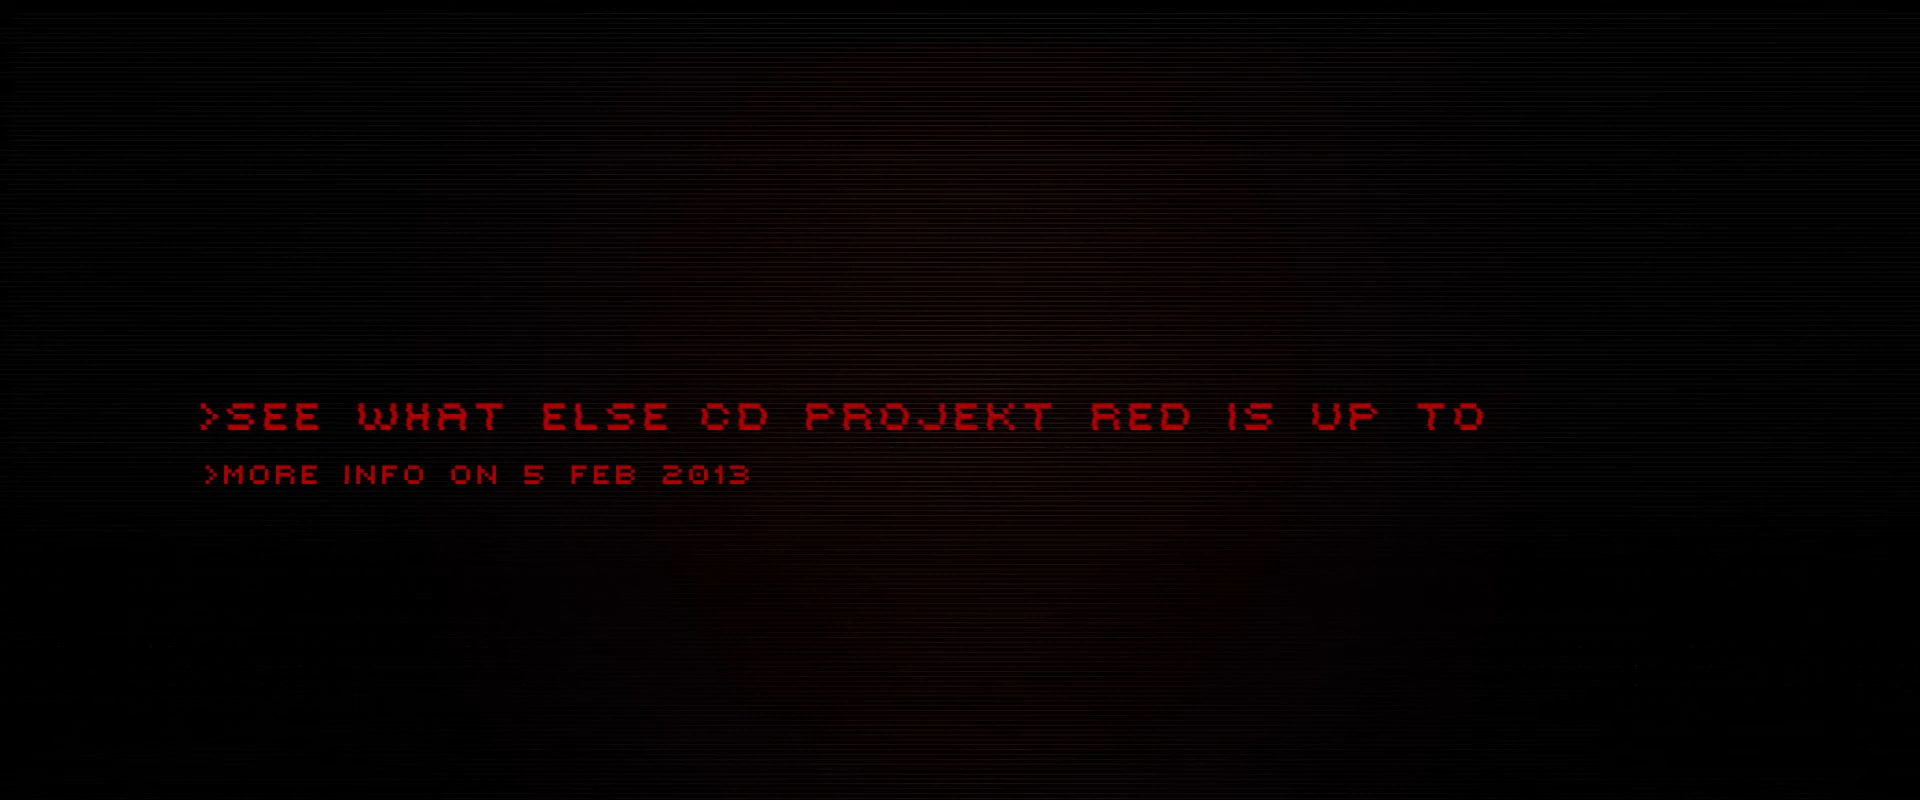 >SEE WHAT ELSE CD PROJEKT RED IS UP TO
>MORE INFO ON 5 FEB 2013